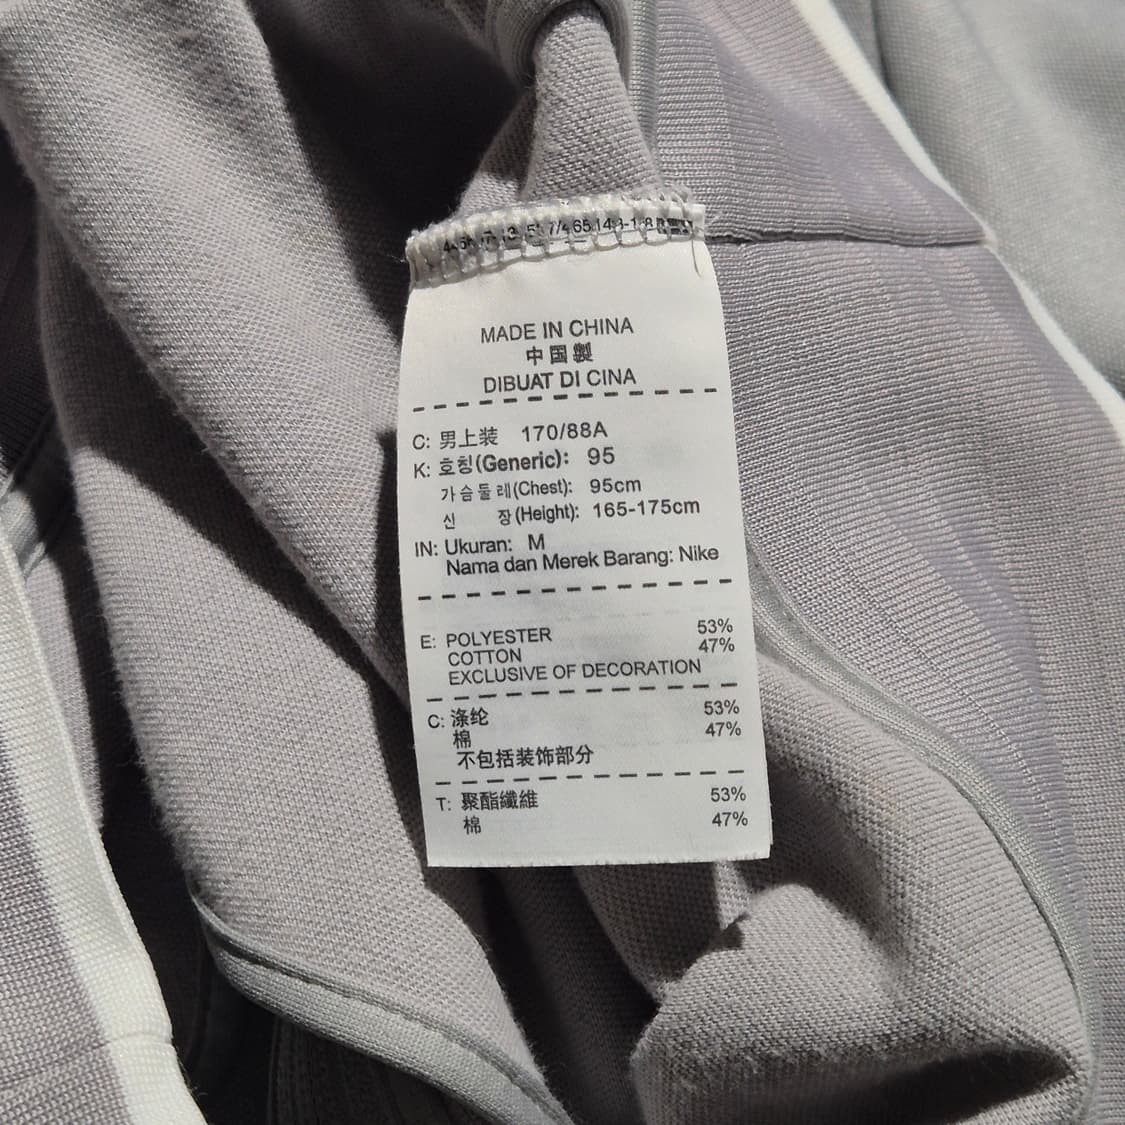 MADE IN CHINA
中国製
DIBUAT DI CINA
C: 男上装 170/88A
K: 호칭(Generic): 95
가슴둘레(Chest): 95cm
신 장(Height): 165-175cm
IN: Ukuran: M
Nama dan Merek Barang: Nike
E: POLYESTER 53%
COTTON 47%
EXCLUSIVE OF DECORATION
C: 涤纶 53%
棉 47%
不包括装饰部分
T: 聚酯纖維 53%
棉 47%